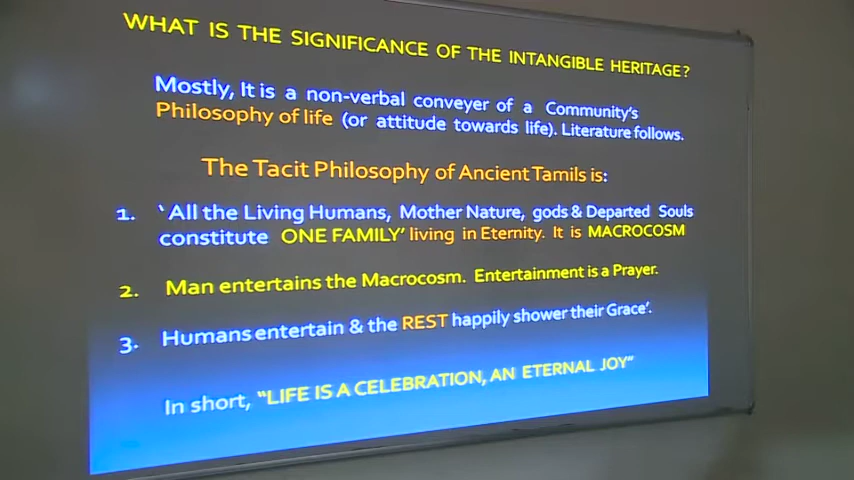 WHAT IS THE SIGNIFICANCE OF THE INTANGIBLE HERITAGE?
Mostly, It is a non-verbal conveyer of a Community's
Philosophy of life (or attitude towards life). Literature follows.
The Tacit Philosophy of Ancient Tamils is:
1. ‘All the Living Humans, Mother Nature, gods & Departed Souls
constitute ONE FAMILY’ living in Eternity. It is MACROCOSM
2. Man entertains the Macrocosm. Entertainment is a Prayer.
3. Humans entertain & the REST happily shower their Grace’.
In short, “LIFE IS A CELEBRATION, AN ETERNAL JOY”